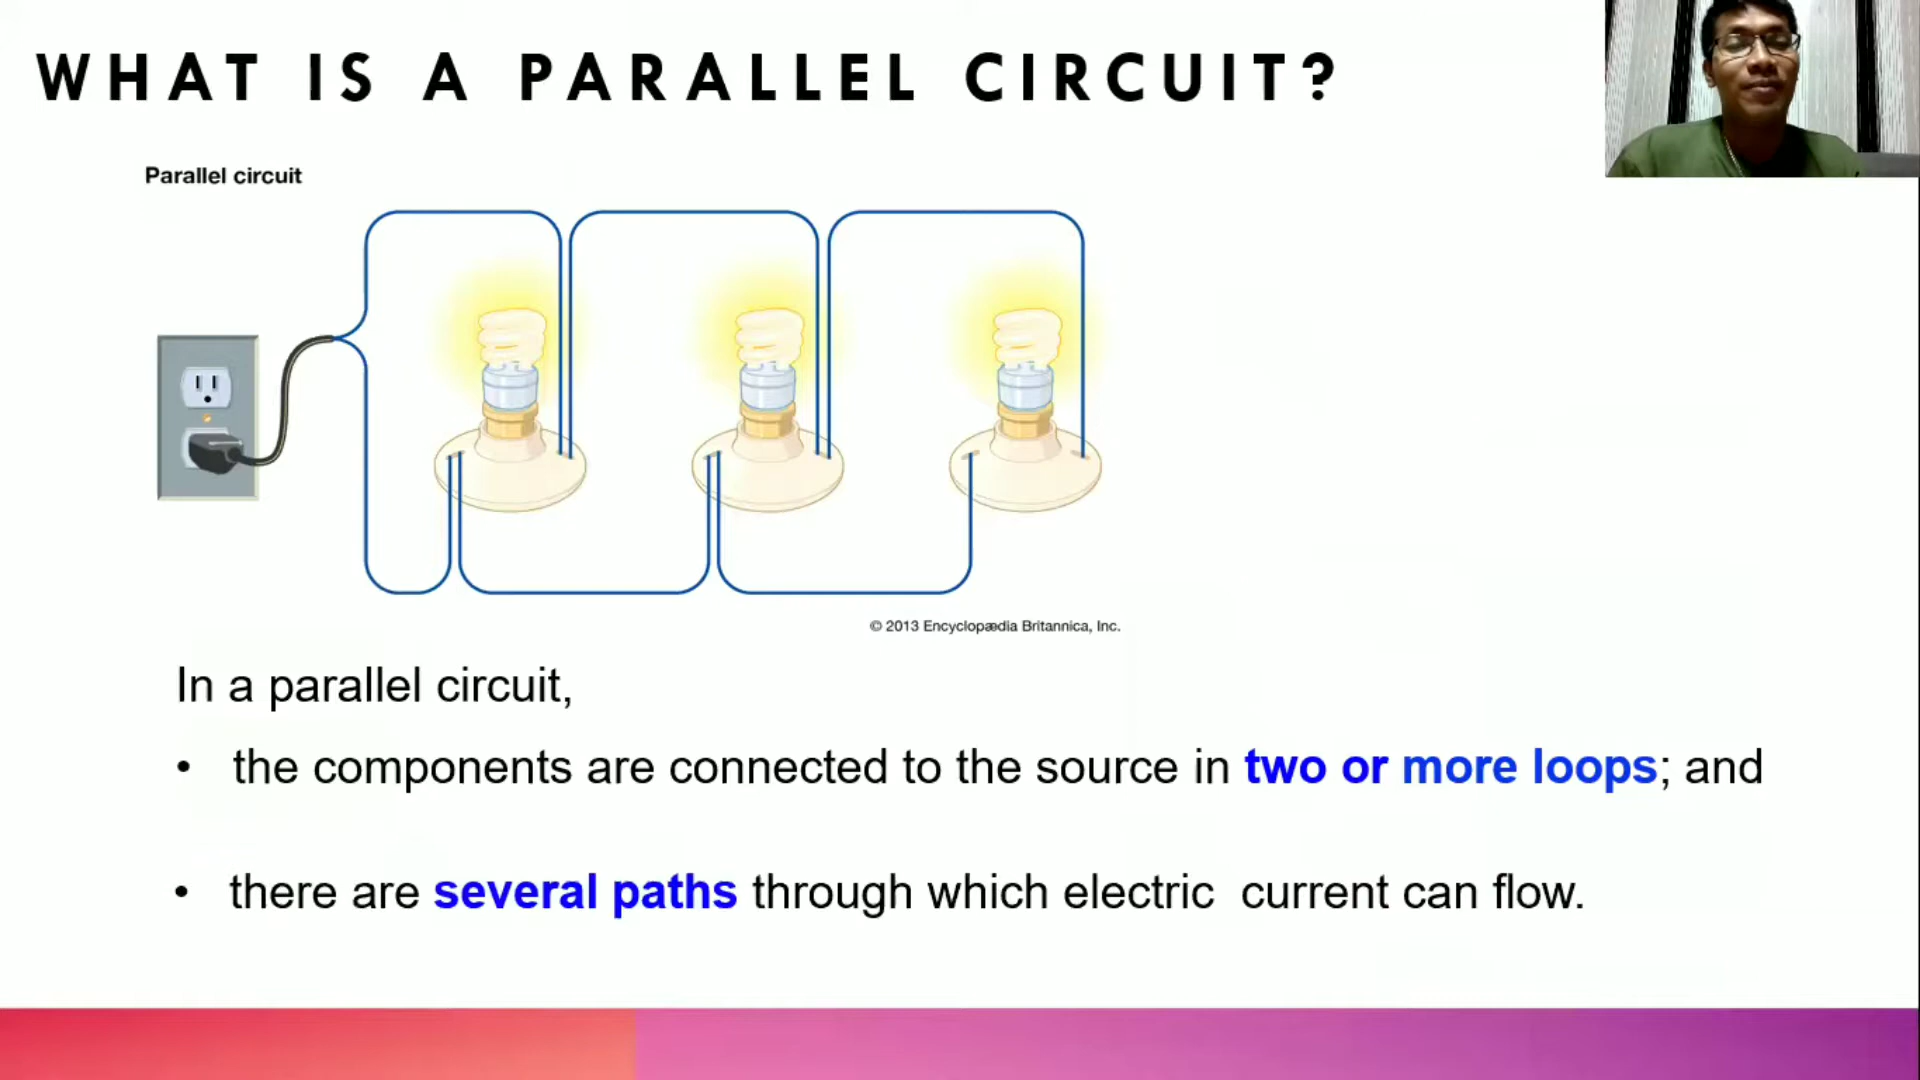 WHAT IS A PARALLEL CIRCUIT?
Parallel circuit
© 2013 Encyclopædia Britannica, Inc.
In a parallel circuit,
• the components are connected to the source in two or more loops; and
• there are several paths through which electric current can flow.